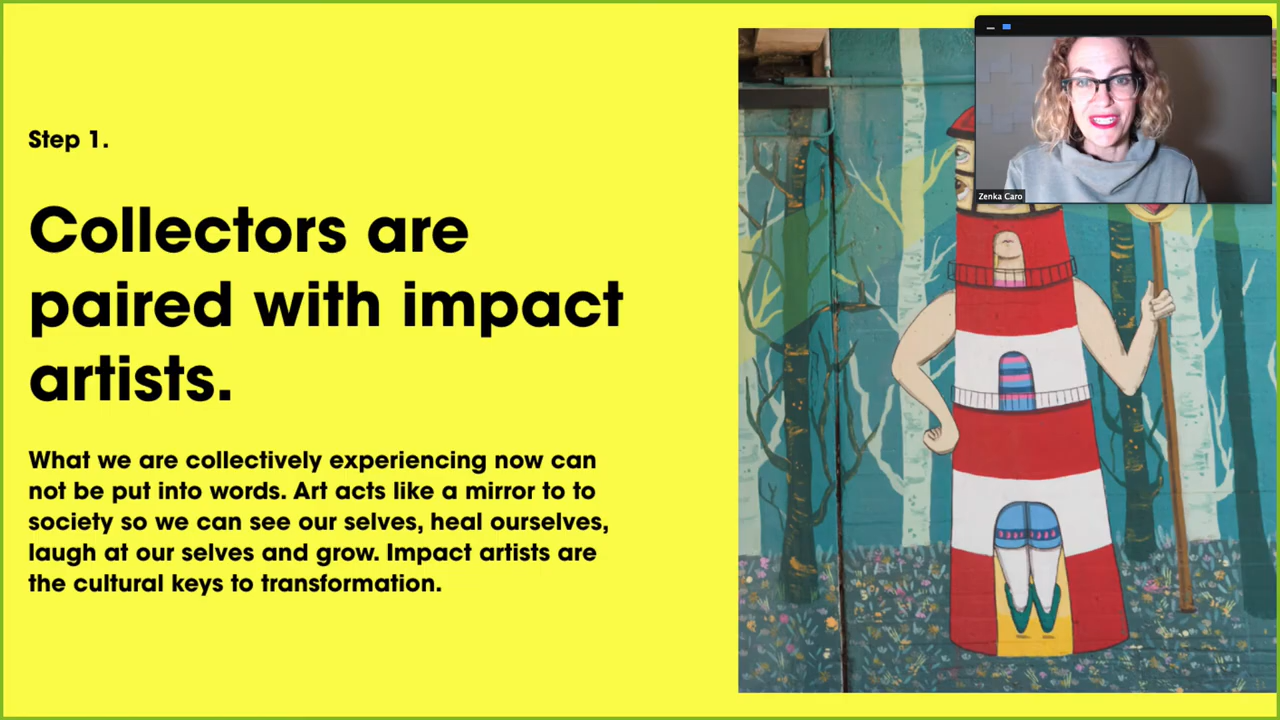 Step 1.
Collectors are
paired with impact
artists.
What we are collectively experiencing now can
not be put into words. Art acts like a mirror to to
society so we can see our selves, heal ourselves,
laugh at our selves and grow. Impact artists are
the cultural keys to transformation.
Zenka Caro